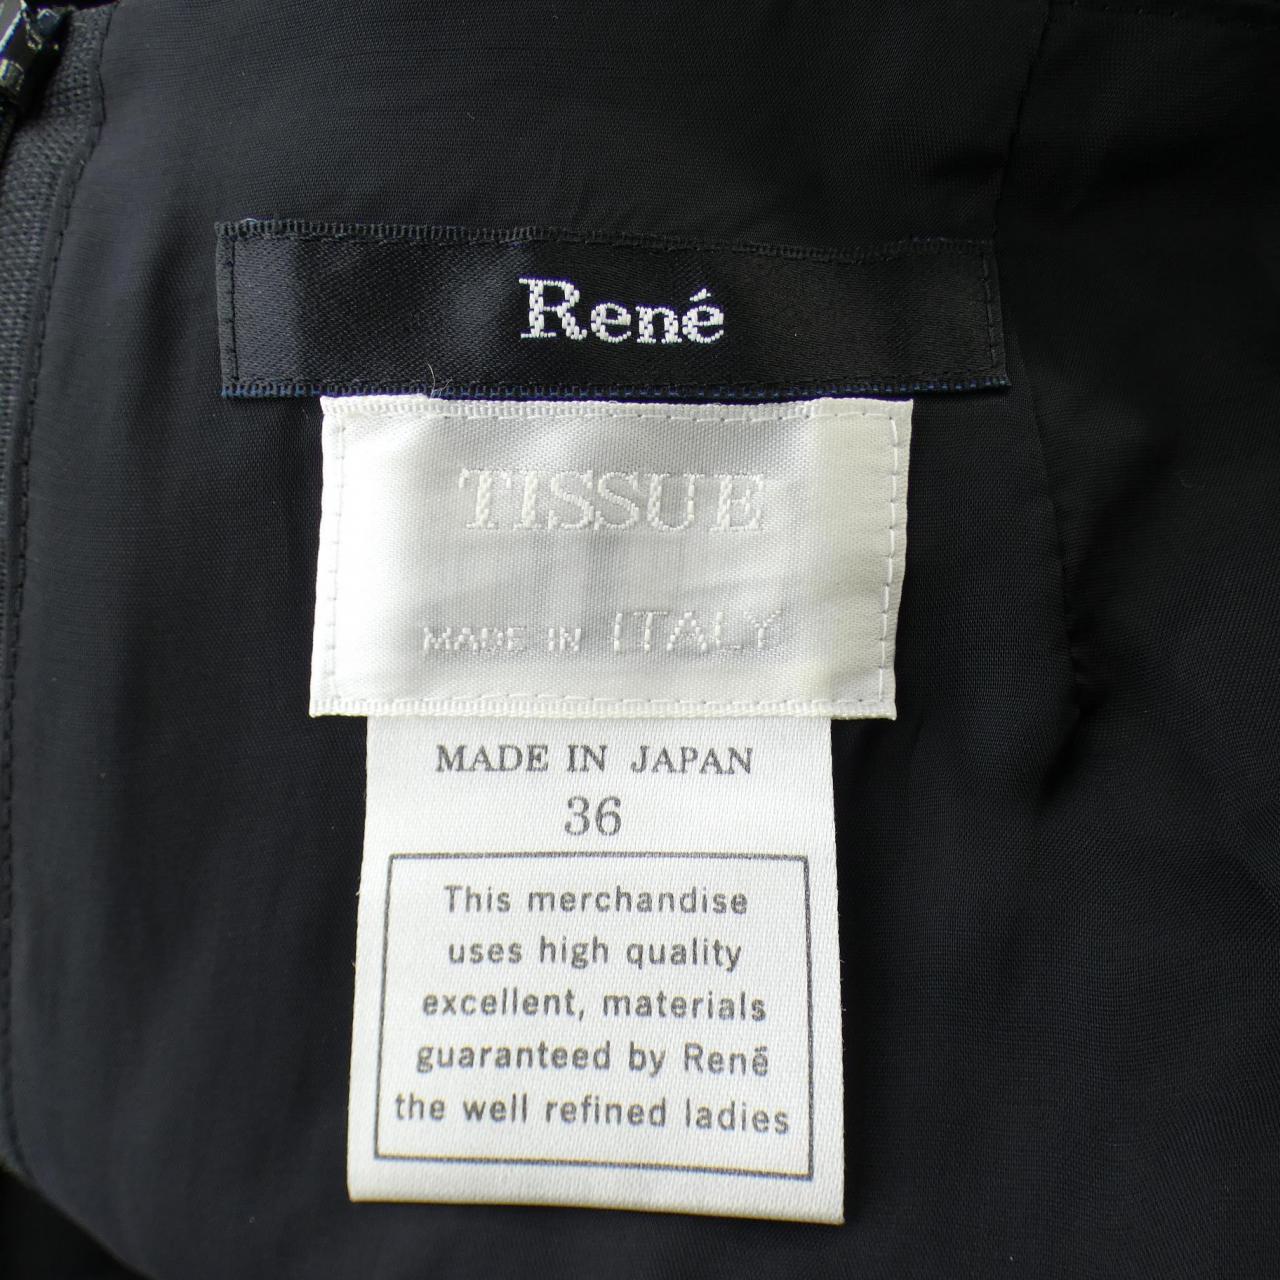 René
TISSUE
MADE IN ITALY
MADE IN JAPAN
36
This merchandise
uses high quality
excellent, materials
guaranteed by René
the well refined ladies